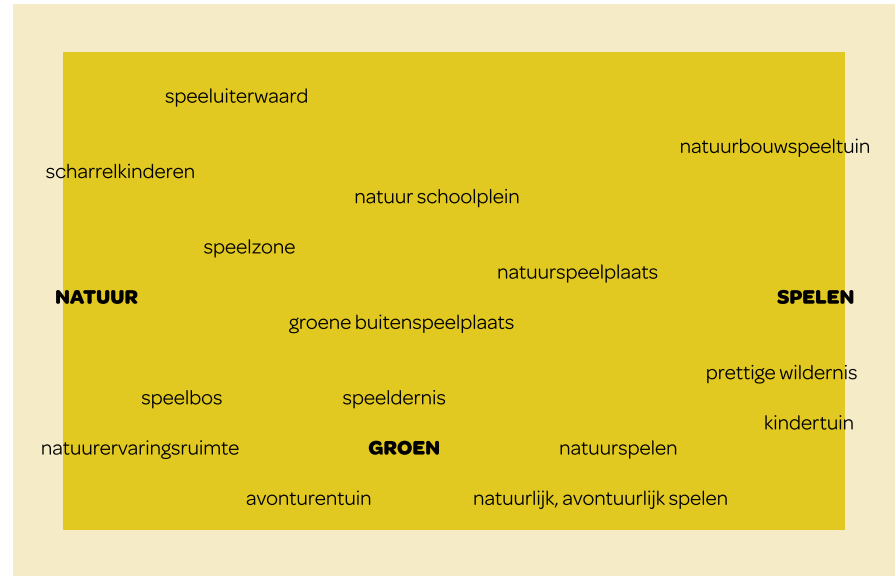 speeluiterwaard
natuurbouwspeeltuin
scharrelkinderen
natuur schoolplein
speelzone
natuurspeelplaats
NATUUR
SPELEN
groene buitenspeelplaats
prettige wildernis
speelbos
speeldernis
kindertuin
natuurervaringsruimte
GROEN
natuurspelen
avonturentuin
natuurlijk, avontuurlijk spelen